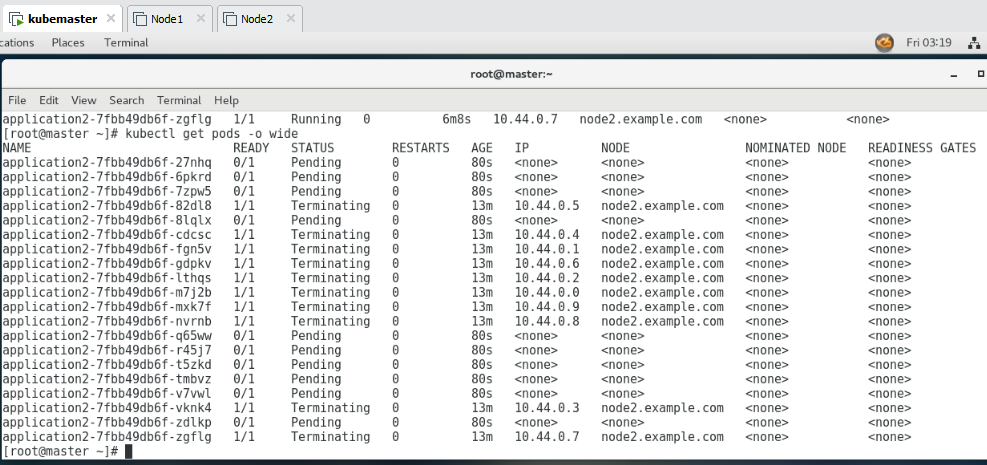 kubemaster Node1 Node2
cations Places Terminal Fri 03:19
root@master:~
File Edit View Search Terminal Help
application2-7fbb49db6f-zgflg 1/1 Running 0 6m8s 10.44.0.7 node2.example.com <none> <none>
[root@master ~]# kubectl get pods -o wide
NAME READY STATUS RESTARTS AGE IP NODE NOMINATED NODE READINESS GATES
application2-7fbb49db6f-27nhq 0/1 Pending 0 80s <none> <none> <none> <none>
application2-7fbb49db6f-6pkrd 0/1 Pending 0 80s <none> <none> <none> <none>
application2-7fbb49db6f-7zpw5 0/1 Pending 0 80s <none> <none> <none> <none>
application2-7fbb49db6f-82dl8 1/1 Terminating 0 13m 10.44.0.5 node2.example.com <none> <none>
application2-7fbb49db6f-8lqlx 0/1 Pending 0 80s <none> <none> <none> <none>
application2-7fbb49db6f-cdcsc 1/1 Terminating 0 13m 10.44.0.4 node2.example.com <none> <none>
application2-7fbb49db6f-fgn5v 1/1 Terminating 0 13m 10.44.0.1 node2.example.com <none> <none>
application2-7fbb49db6f-gdpkv 1/1 Terminating 0 13m 10.44.0.6 node2.example.com <none> <none>
application2-7fbb49db6f-lthqs 1/1 Terminating 0 13m 10.44.0.2 node2.example.com <none> <none>
application2-7fbb49db6f-m7j2b 1/1 Terminating 0 13m 10.44.0.0 node2.example.com <none> <none>
application2-7fbb49db6f-mxk7f 1/1 Terminating 0 13m 10.44.0.9 node2.example.com <none> <none>
application2-7fbb49db6f-nvrnb 1/1 Terminating 0 13m 10.44.0.8 node2.example.com <none> <none>
application2-7fbb49db6f-q65ww 0/1 Pending 0 80s <none> <none> <none> <none>
application2-7fbb49db6f-r45j7 0/1 Pending 0 80s <none> <none> <none> <none>
application2-7fbb49db6f-t5zkd 0/1 Pending 0 80s <none> <none> <none> <none>
application2-7fbb49db6f-tmbvz 0/1 Pending 0 80s <none> <none> <none> <none>
application2-7fbb49db6f-v7vwl 0/1 Pending 0 80s <none> <none> <none> <none>
application2-7fbb49db6f-vknk4 1/1 Terminating 0 13m 10.44.0.3 node2.example.com <none> <none>
application2-7fbb49db6f-zdlkp 0/1 Pending 0 80s <none> <none> <none> <none>
application2-7fbb49db6f-zgflg 1/1 Terminating 0 13m 10.44.0.7 node2.example.com <none> <none>
[root@master ~]#